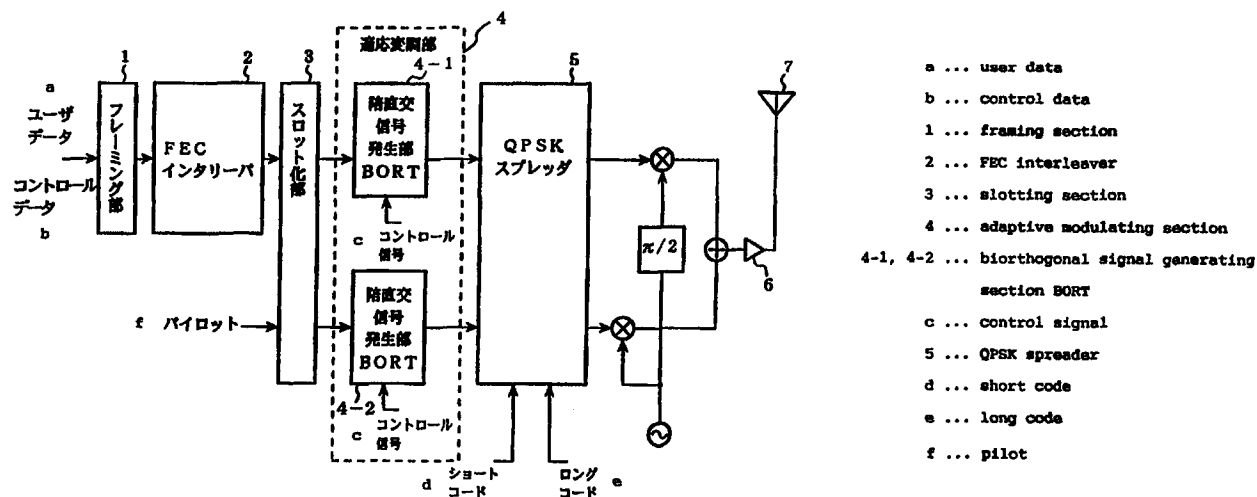 4
適応変調部
1
2
3
4-1
5
7
a
ユーザ
データ
コントロール
データ
b
フレーミング部
FEC
インタリーバ
スロット化部
陪直交
信号
発生部
BORT
c コントロール
信号
QPSK
スプレッダ
π/2
6
f パイロット
陪直交
信号
発生部
BORT
4-2
c コントロール
信号
d ショート
コード
ロング
コード e
a ... user data
b ... control data
1 ... framing section
2 ... FEC interleaver
3 ... slotting section
4 ... adaptive modulating section
4-1, 4-2 ... biorthogonal signal generating
section BORT
c ... control signal
5 ... QPSK spreader
d ... short code
e ... long code
f ... pilot